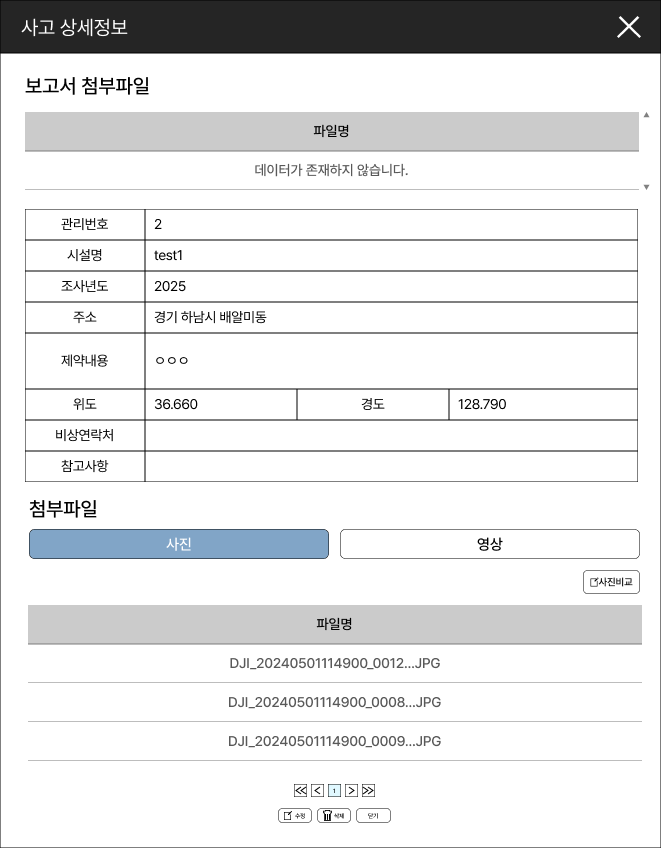 사고 상세정보
보고서 첨부파일
파일명
데이터가 존재하지 않습니다.
관리번호 2
시설명 test1
조사년도 2025
주소 경기 하남시 배알미동
제약내용 ㅇㅇㅇ
위도 36.660 경도 128.790
비상연락처
참고사항
첨부파일
사진 영상
사진비교
파일명
DJI_20240501114900_0012...JPG
DJI_20240501114900_0008...JPG
DJI_20240501114900_0009...JPG
1
수정 삭제 닫기